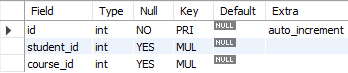 Field Type Null Key Default Extra
id int NO PRI NULL auto_increment
student_id int YES MUL NULL
course_id int YES MUL NULL